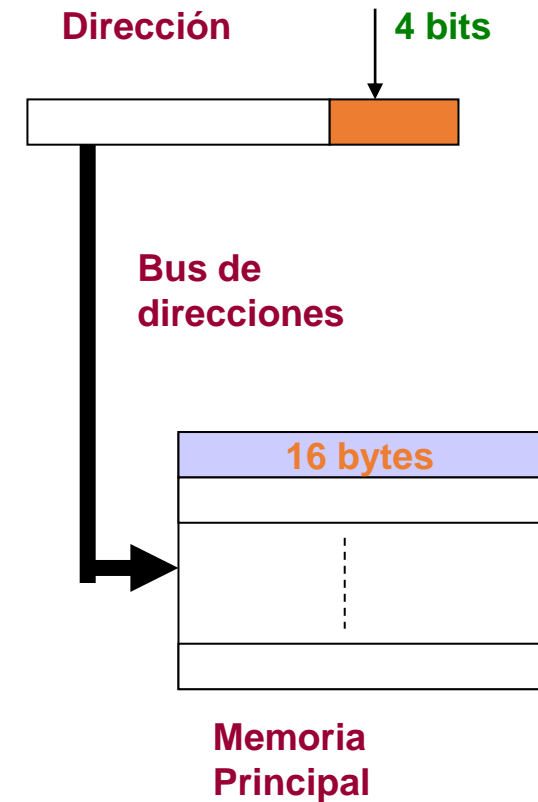 Dirección
4 bits
Bus de
direcciones
16 bytes
Memoria
Principal